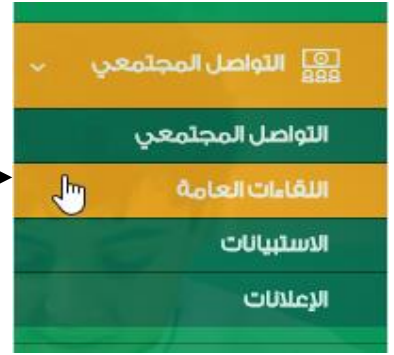 التواصل المجتمعي
التواصل المجتمعي
اللقاءات العامة
الاستبيانات
الإعلانات